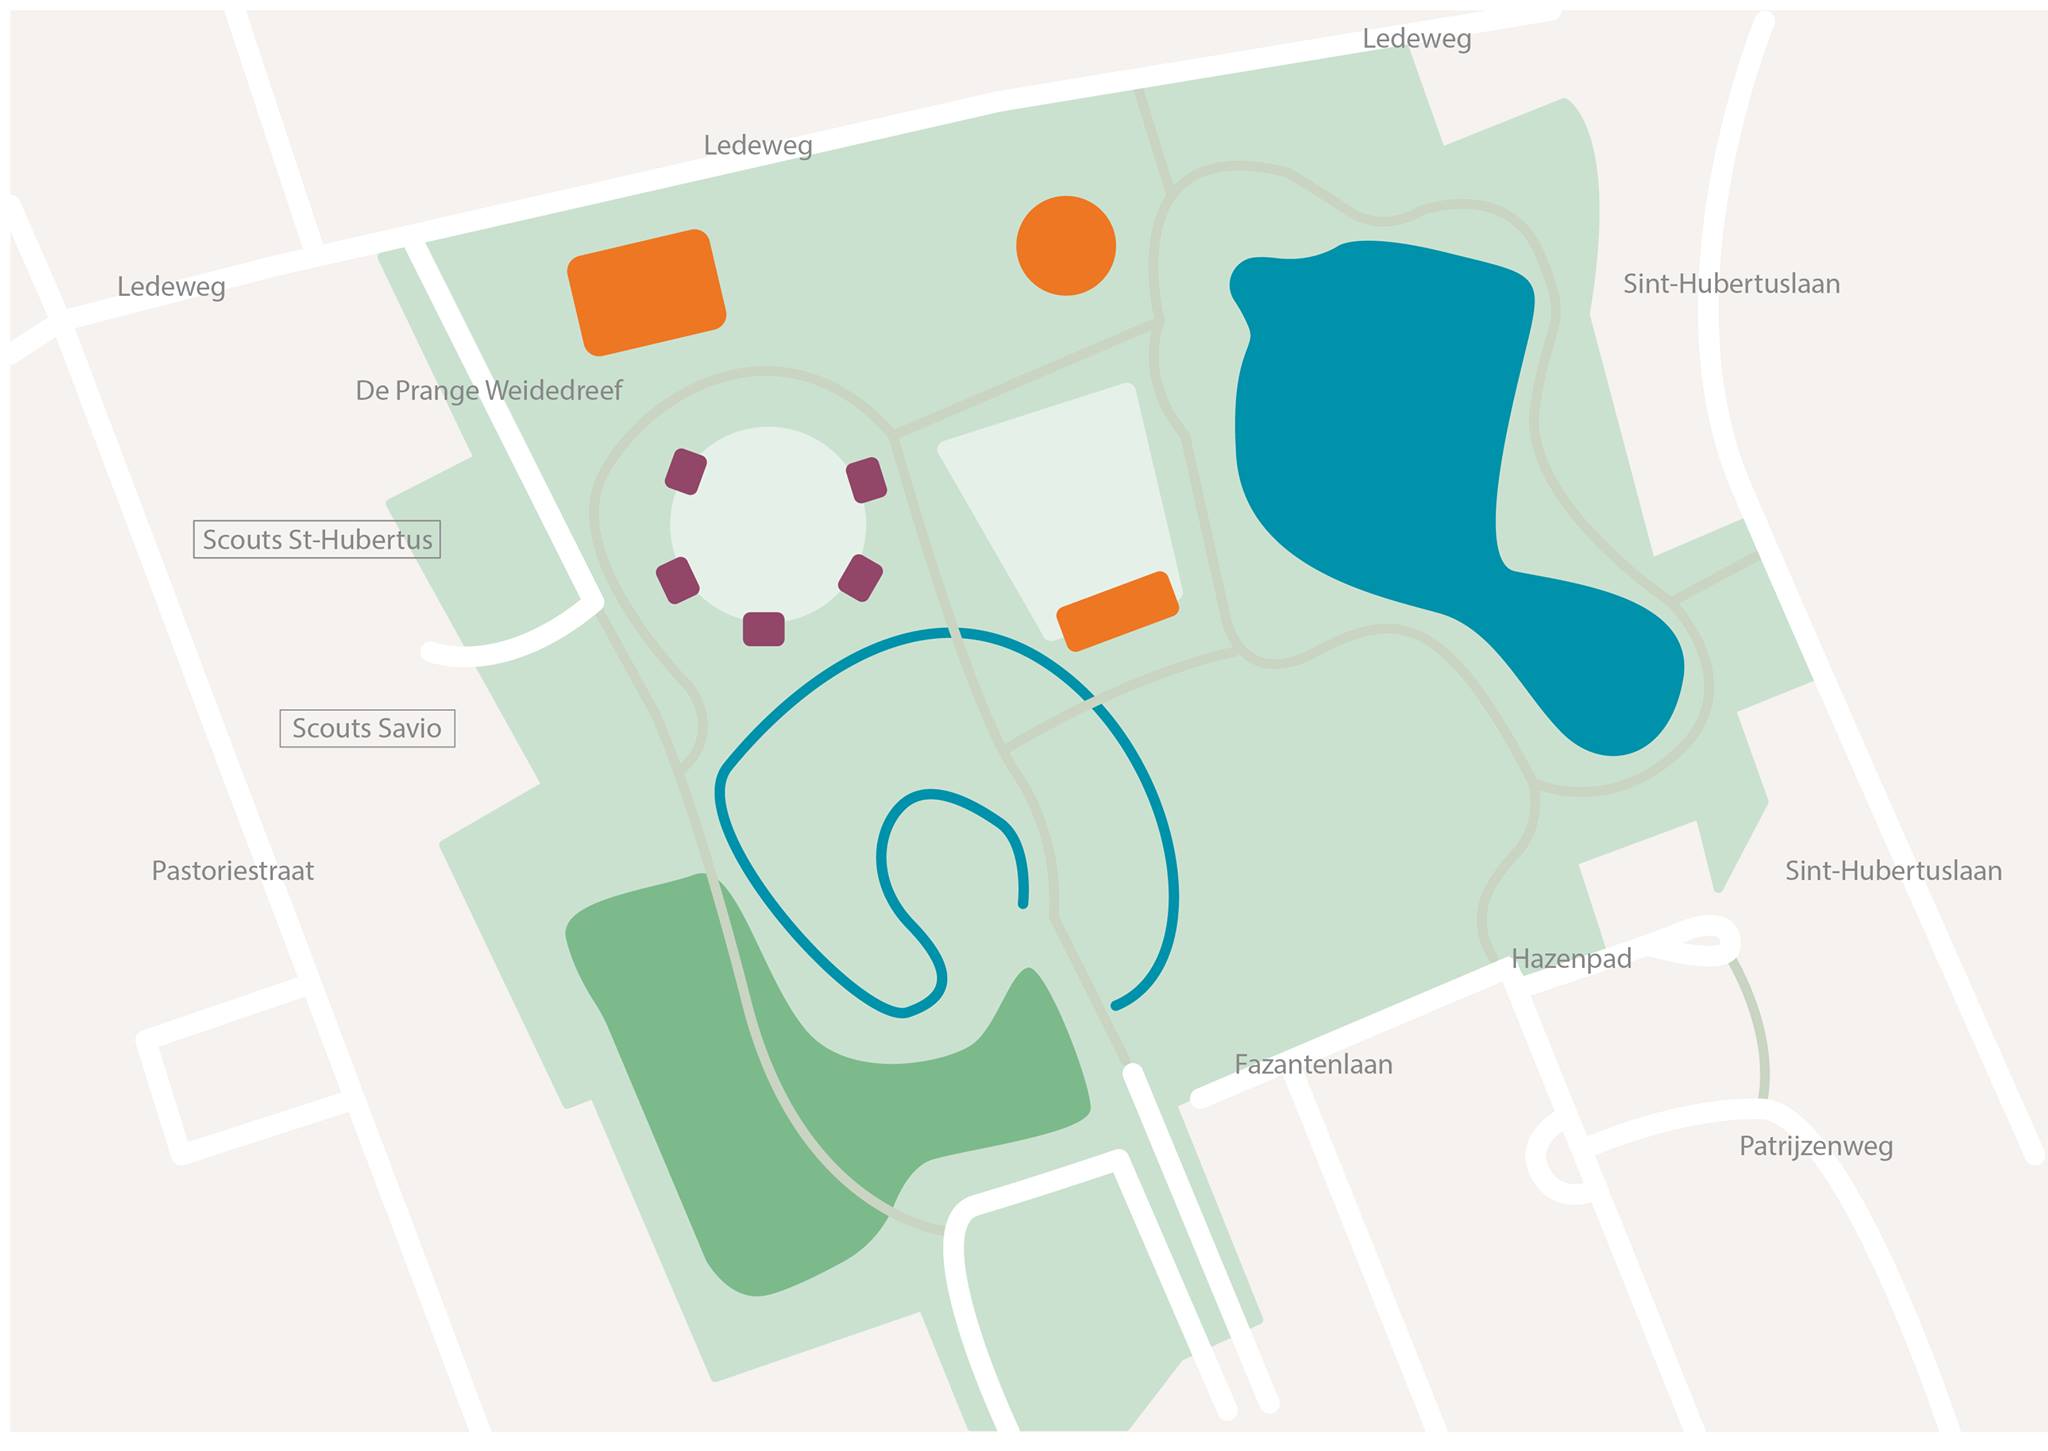 Ledeweg
Ledeweg
Ledeweg
Sint-Hubertuslaan
De Prange Weidedreef
Scouts St-Hubertus
Scouts Savio
Pastoriestraat
Sint-Hubertuslaan
Hazenpad
Fazantenlaan
Patrijzenweg